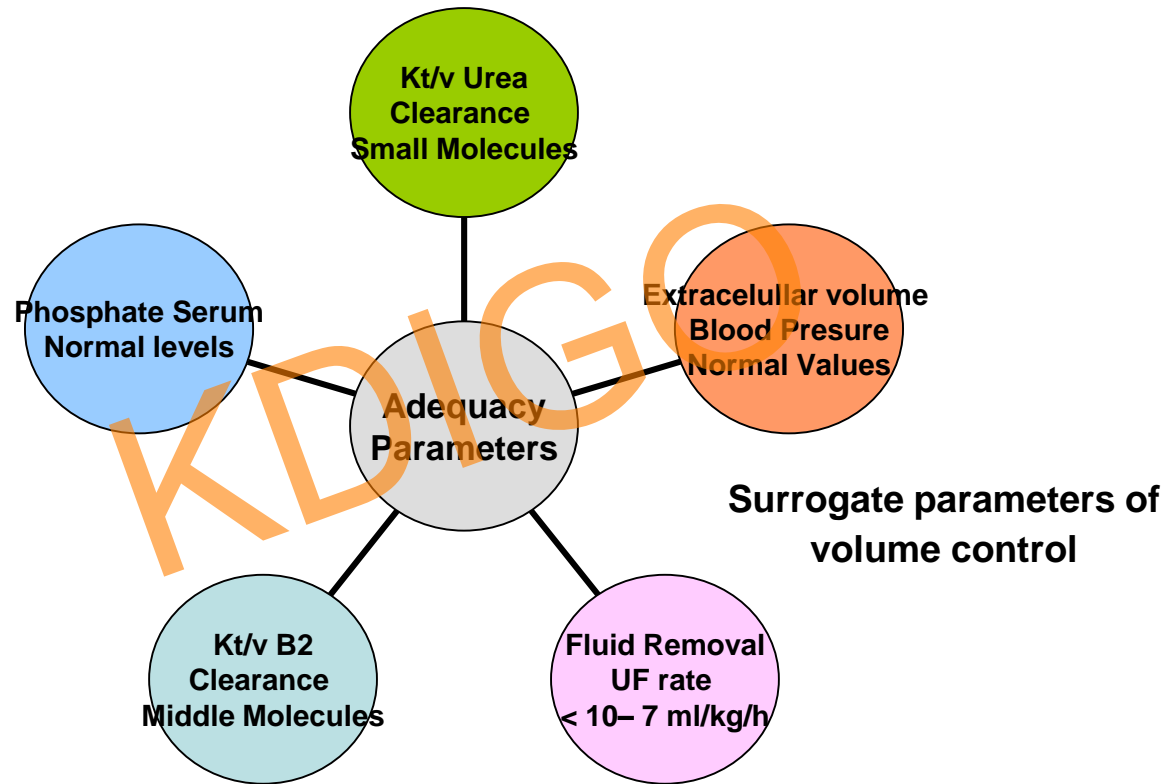 Kt/v Urea
Clearance
Small Molecules
Phosphate Serum
Normal levels
Extracelullar volume
Blood Presure
Normal Values
Adequacy
Parameters
Surrogate parameters of
volume control
Kt/v B2
Clearance
Middle Molecules
Fluid Removal
UF rate
< 10– 7 ml/kg/h
KDIGO